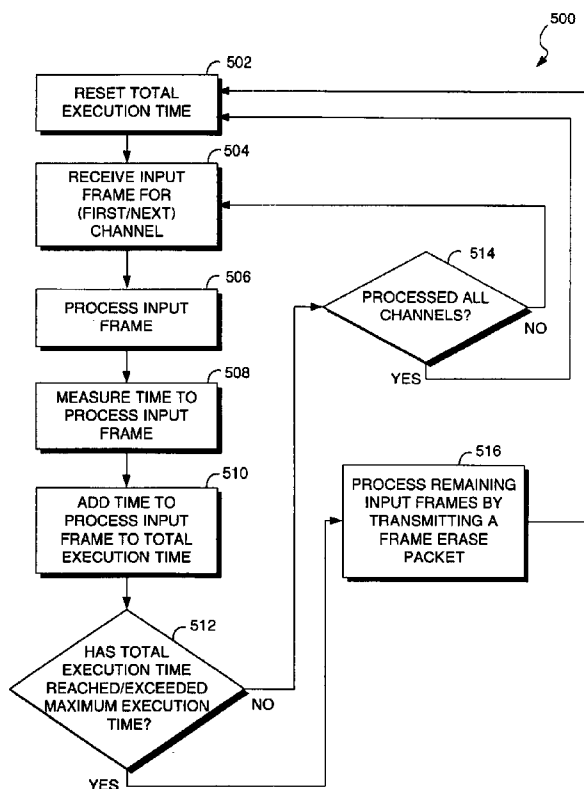 500
502
RESET TOTAL
EXECUTION TIME
504
RECEIVE INPUT
FRAME FOR
(FIRST/NEXT)
CHANNEL
506
PROCESS INPUT
FRAME
508
MEASURE TIME TO
PROCESS INPUT
FRAME
510
ADD TIME TO
PROCESS INPUT
FRAME TO TOTAL
EXECUTION TIME
512
HAS TOTAL
EXECUTION TIME
REACHED/EXCEEDED
MAXIMUM EXECUTION
TIME?
NO
YES
514
PROCESSED ALL
CHANNELS?
NO
YES
516
PROCESS REMAINING
INPUT FRAMES BY
TRANSMITTING A
FRAME ERASE
PACKET